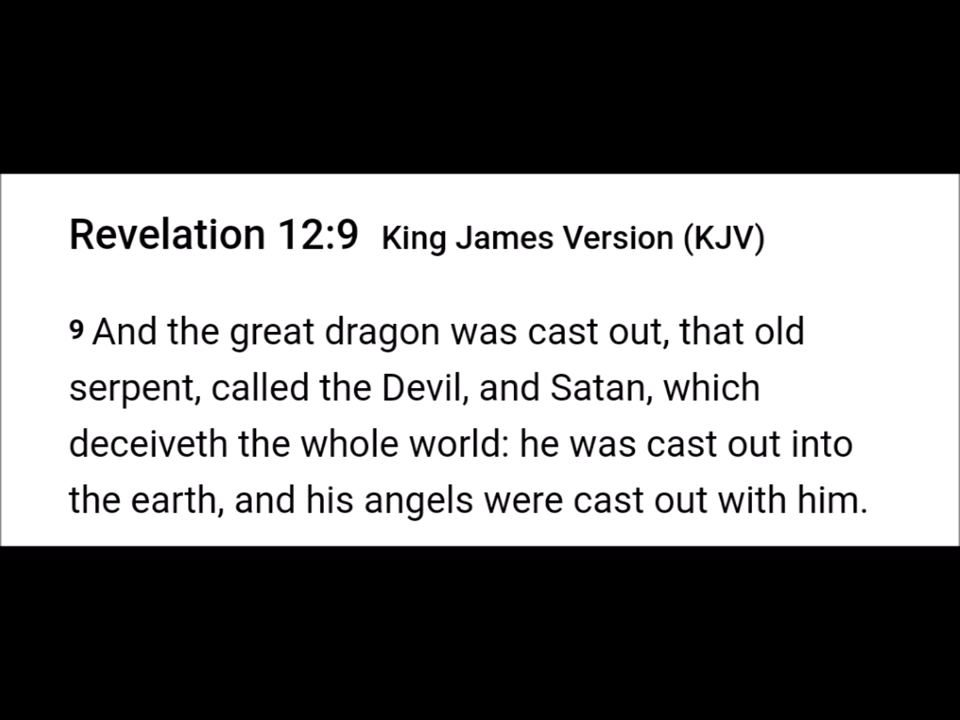 Revelation 12:9 King James Version (KJV)
9 And the great dragon was cast out, that old
serpent, called the Devil, and Satan, which
deceiveth the whole world: he was cast out into
the earth, and his angels were cast out with him.